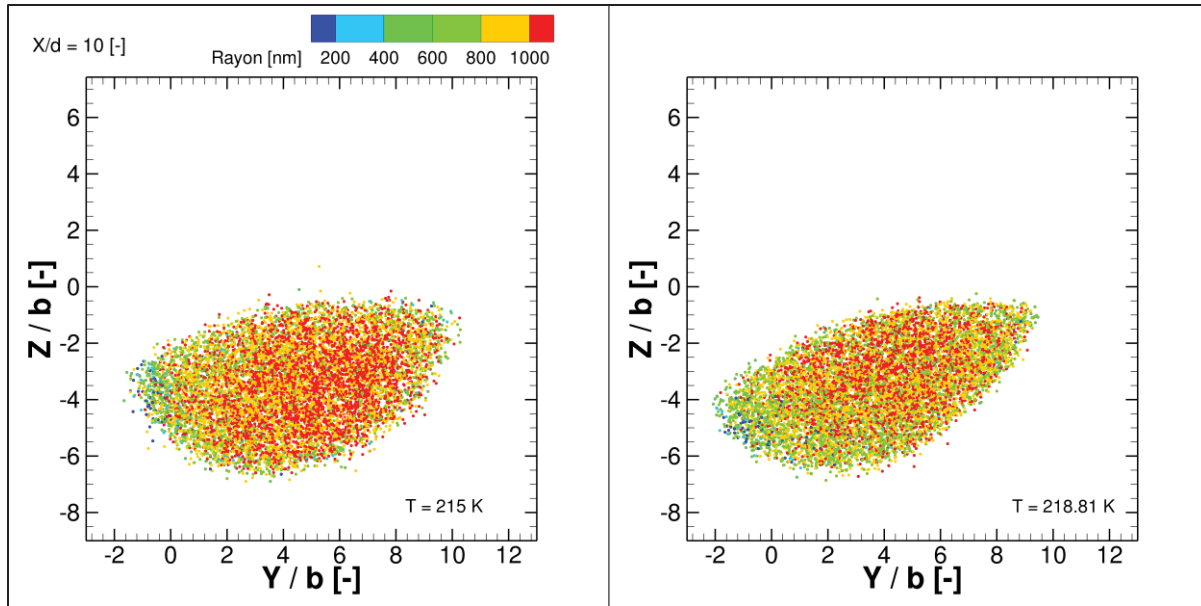 X/d = 10 [-]
Rayon [nm] 200 400 600 800 1000
6
4
2
0
-2
-4
-6
-8
Z / b [-]
-2 0 2 4 6 8 10 12
Y / b [-]
T = 215 K
6
4
2
0
-2
-4
-6
-8
Z / b [-]
-2 0 2 4 6 8 10 12
Y / b [-]
T = 218.81 K